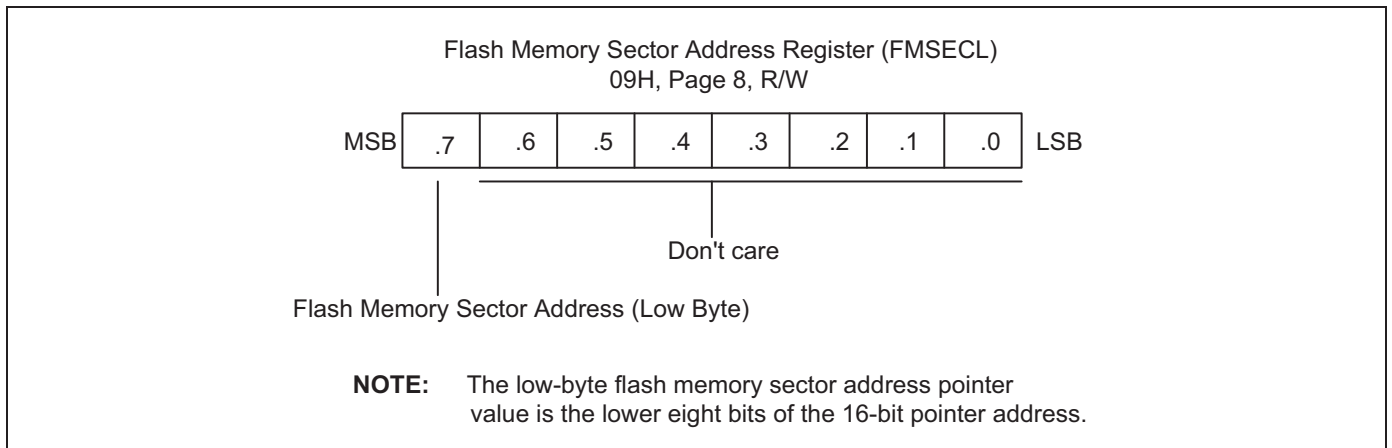 Flash Memory Sector Address Register (FMSECL)
09H, Page 8, R/W
MSB .7 .6 .5 .4 .3 .2 .1 .0 LSB
Don't care
Flash Memory Sector Address (Low Byte)
NOTE: The low-byte flash memory sector address pointer
value is the lower eight bits of the 16-bit pointer address.